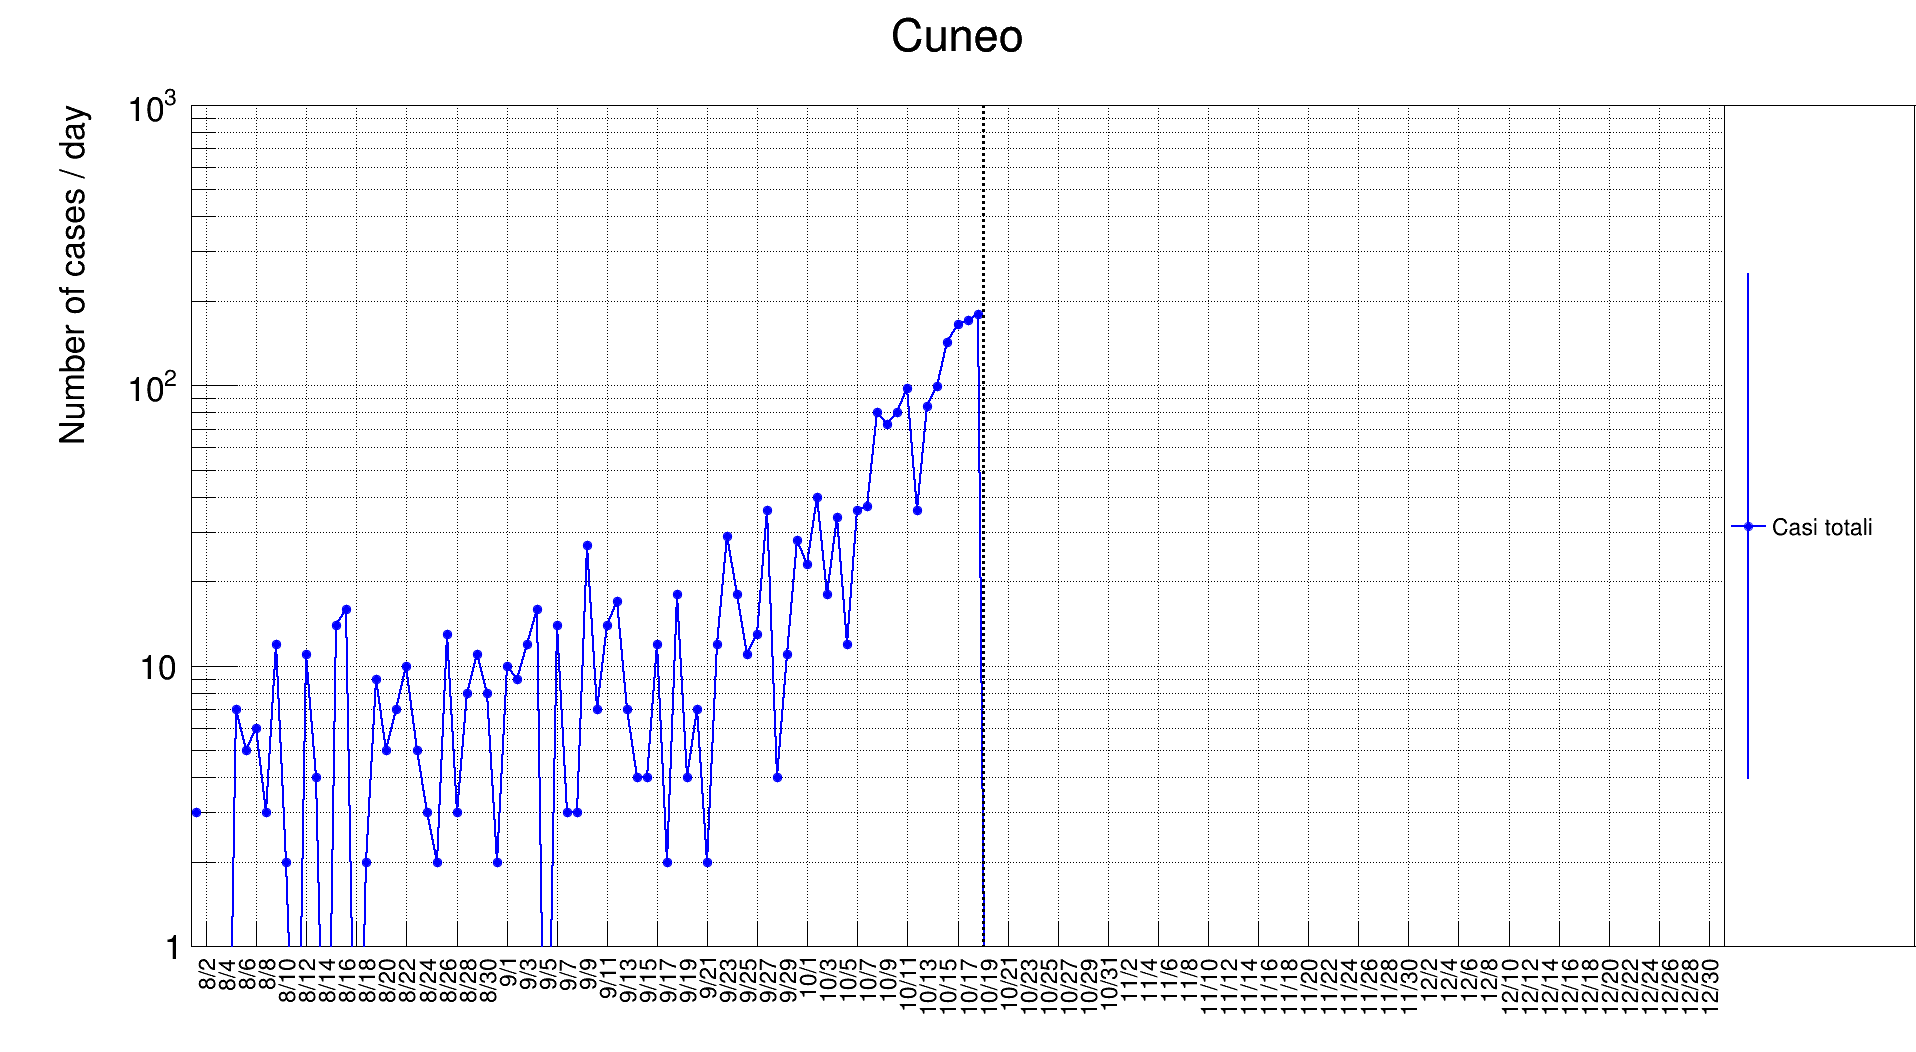 Cuneo
Number of cases / day
10³
10²
10
1
8/2 8/4 8/6 8/8 8/10 8/12 8/14 8/16 8/18 8/20 8/22 8/24 8/26 8/28 8/30 9/1 9/3 9/5 9/7 9/9 9/11 9/13 9/15 9/17 9/19 9/21 9/23 9/25 9/27 9/29 10/1 10/3 10/5 10/7 10/9 10/11 10/13 10/15 10/17 10/19 10/21 10/23 10/25 10/27 10/29 10/31 11/2 11/4 11/6 11/8 11/10 11/12 11/14 11/16 11/18 11/20 11/22 11/24 11/26 11/28 11/30 12/2 12/4 12/6 12/8 12/10 12/12 12/14 12/16 12/18 12/20 12/22 12/24 12/26 12/28 12/30
Casi totali